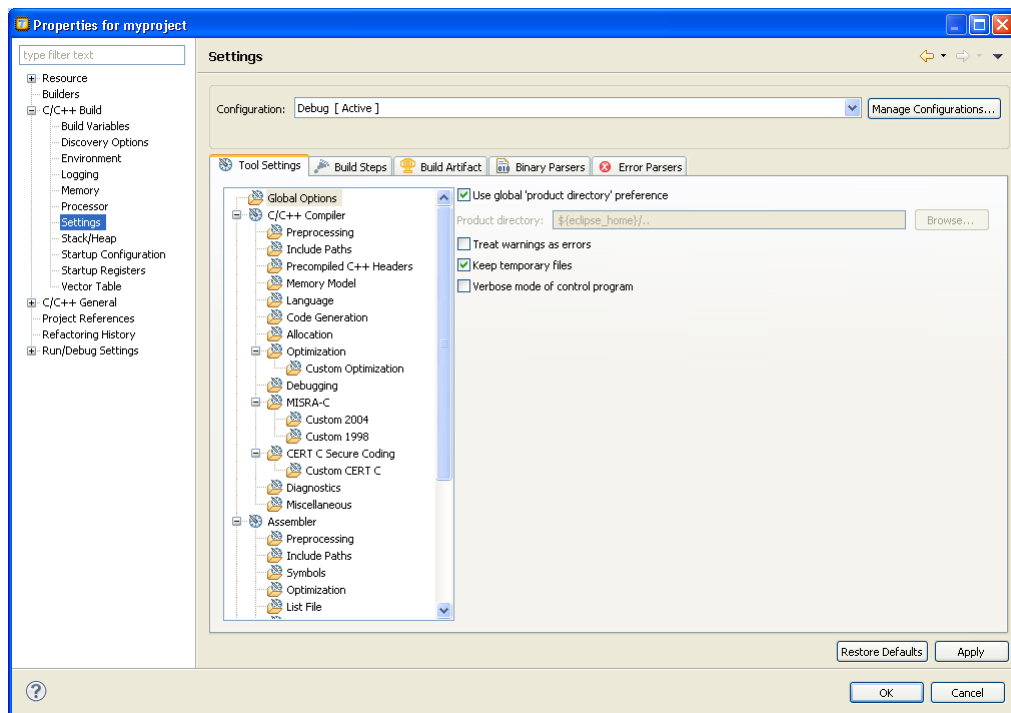 Properties for myproject
type filter text
Resource
Builders
C/C++ Build
Build Variables
Discovery Options
Environment
Logging
Memory
Processor
Settings
Stack/Heap
Startup Configuration
Startup Registers
Vector Table
C/C++ General
Project References
Refactoring History
Run/Debug Settings
Settings
Configuration: Debug [ Active ] Manage Configurations...
Tool Settings Build Steps Build Artifact Binary Parsers Error Parsers
Global Options
C/C++ Compiler
Preprocessing
Include Paths
Precompiled C++ Headers
Memory Model
Language
Code Generation
Allocation
Optimization
Custom Optimization
Debugging
MISRA-C
Custom 2004
Custom 1998
CERT C Secure Coding
Custom CERT C
Diagnostics
Miscellaneous
Assembler
Preprocessing
Include Paths
Symbols
Optimization
List File
Use global 'product directory' preference
Product directory: ${eclipse_home}/.. Browse...
Treat warnings as errors
Keep temporary files
Verbose mode of control program
Restore Defaults Apply
OK Cancel